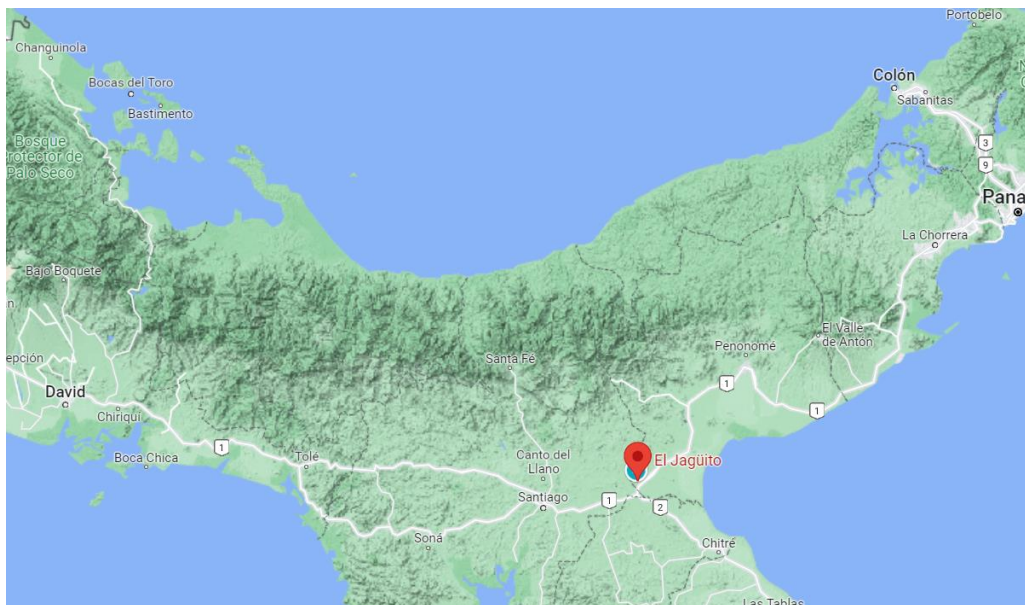 Portobelo
Changuinola
Colón
Bocas del Toro
Sabanitas
Bastimento
Bosque
rotector de
Palo Seco
3
9
Pana
La Chorrera
Bajo Boquete
El Valle
de Antón
Penonomé
Santa Fé
epción
1
David
1
Chiriquí
1
Canto del
Llano
El Jagüito
Boca Chica
Tolé
Santiago
1
2
Soná
Chitré
Las Tablas